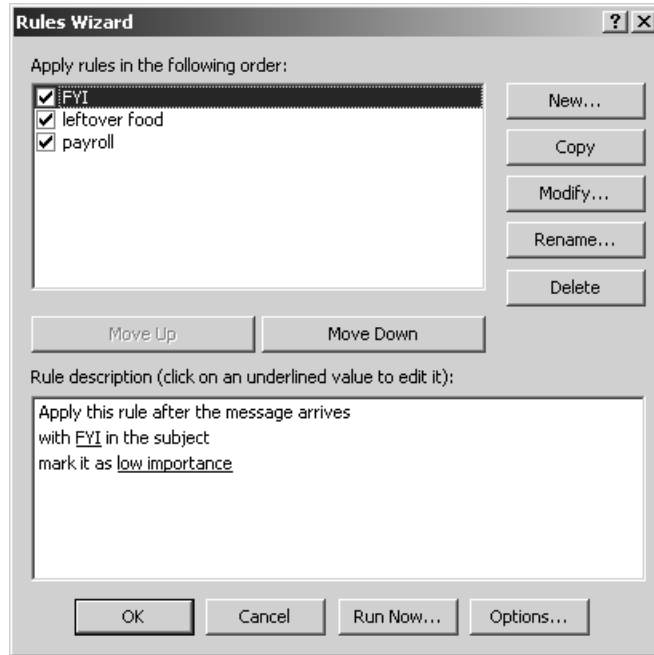 Rules Wizard
?
Apply rules in the following order:
FYI
leftover food
payroll
New...
Copy
Modify...
Rename...
Delete
Move Up
Move Down
Rule description (click on an underlined value to edit it):
Apply this rule after the message arrives
with FYI in the subject
mark it as low importance
OK
Cancel
Run Now...
Options...